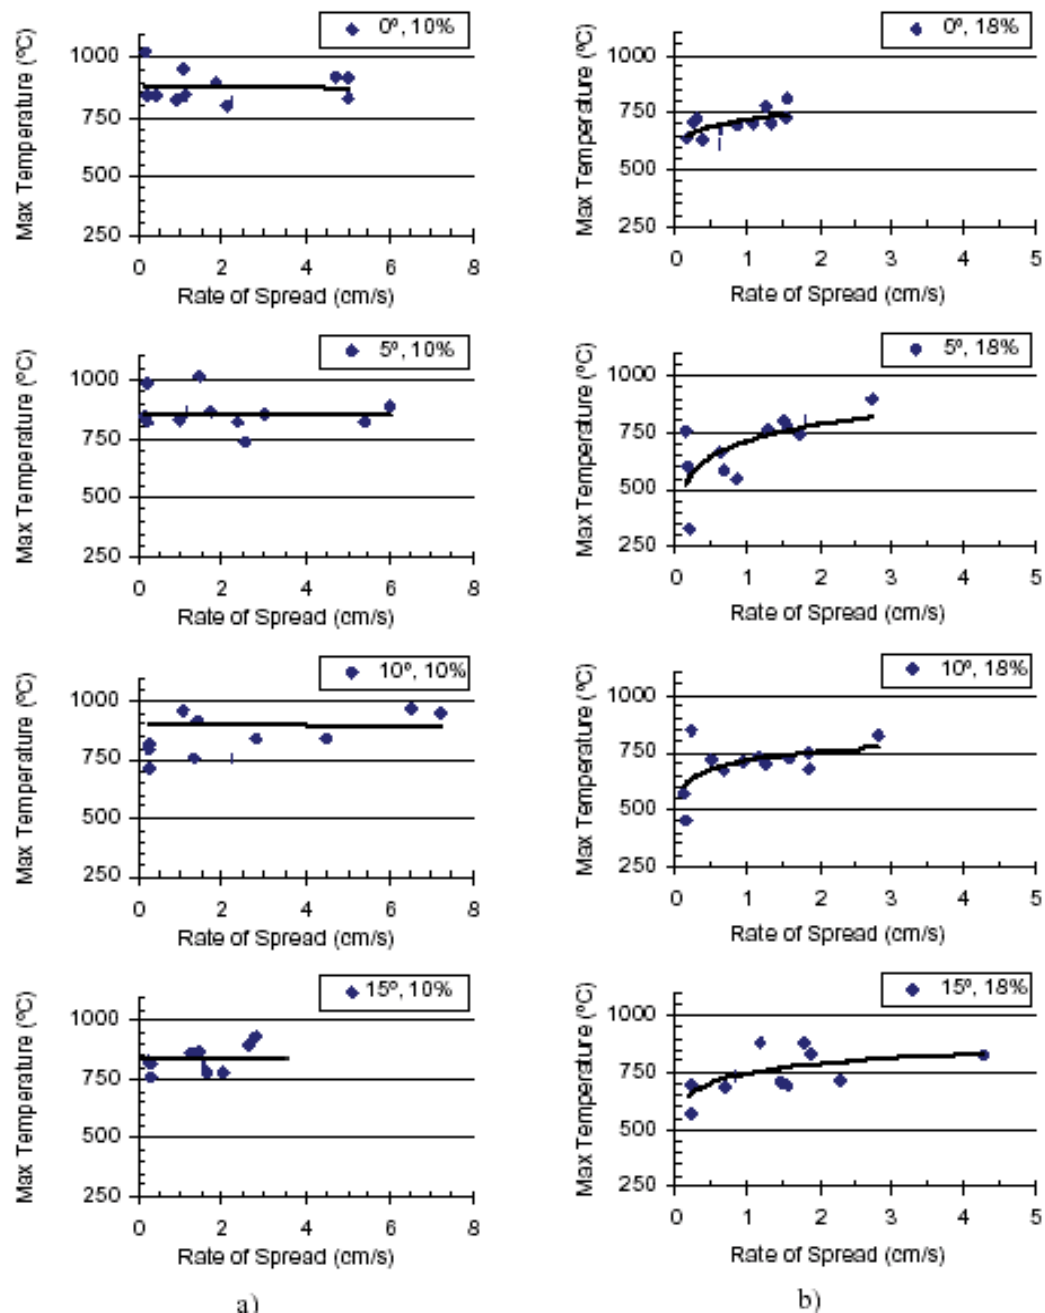 0º, 10%
Max Temperature (ºC)
1000
750
500
250
0 2 4 6 8
Rate of Spread (cm/s)
5º, 10%
Max Temperature (ºC)
1000
750
500
250
0 2 4 6 8
Rate of Spread (cm/s)
10º, 10%
Max Temperature (ºC)
1000
750
500
250
0 2 4 6 8
Rate of Spread (cm/s)
15º, 10%
Max Temperature (ºC)
1000
750
500
250
0 2 4 6 8
Rate of Spread (cm/s)
a)
0º, 18%
Max Temperature (ºC)
1000
750
500
250
0 1 2 3 4 5
Rate of Spread (cm/s)
5º, 18%
Max Temperature (ºC)
1000
750
500
250
0 1 2 3 4 5
Rate of Spread (cm/s)
10º, 18%
Max Temperature (ºC)
1000
750
500
250
0 1 2 3 4 5
Rate of Spread (cm/s)
15º, 18%
Max Temperature (ºC)
1000
750
500
250
0 1 2 3 4 5
Rate of Spread (cm/s)
b)